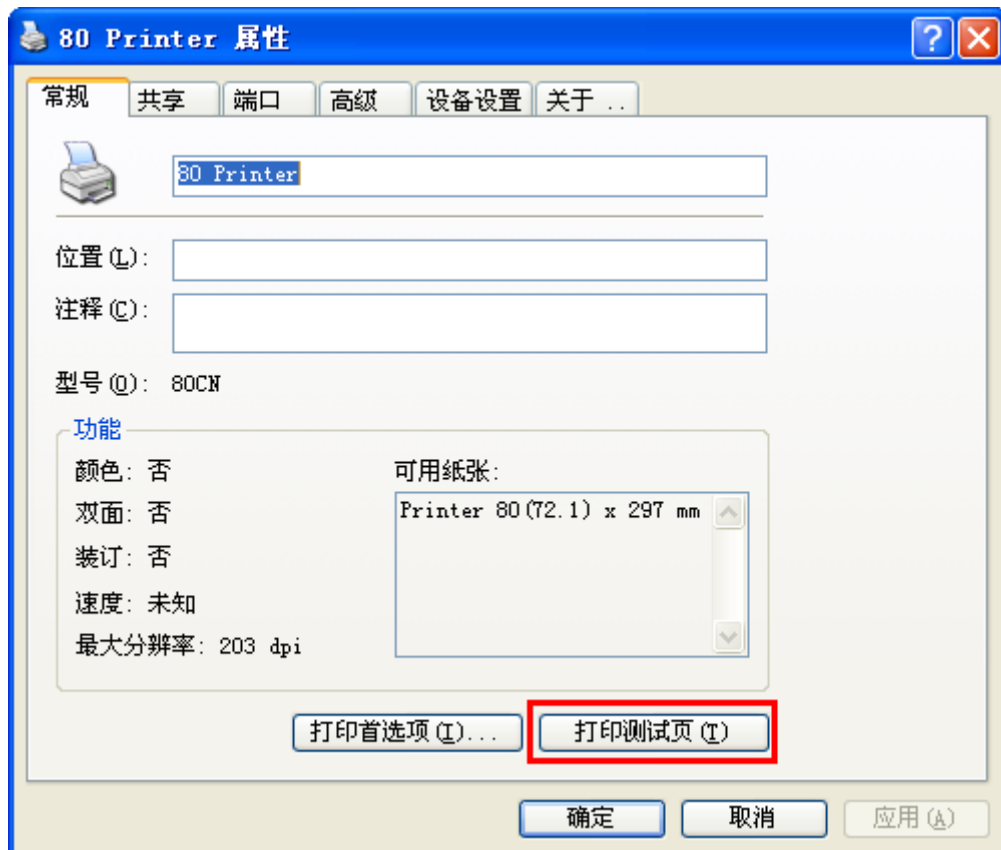 80 Printer 属性
常规 共享 端口 高级 设备设置 关于 ..
80 Printer
位置(L):
注释(C):
型号(O): 80CN
功能
颜色: 否
双面: 否
装订: 否
速度: 未知
最大分辨率: 203 dpi
可用纸张:
Printer 80(72.1) x 297 mm
打印首选项(I)... 打印测试页(T)
确定 取消 应用(A)